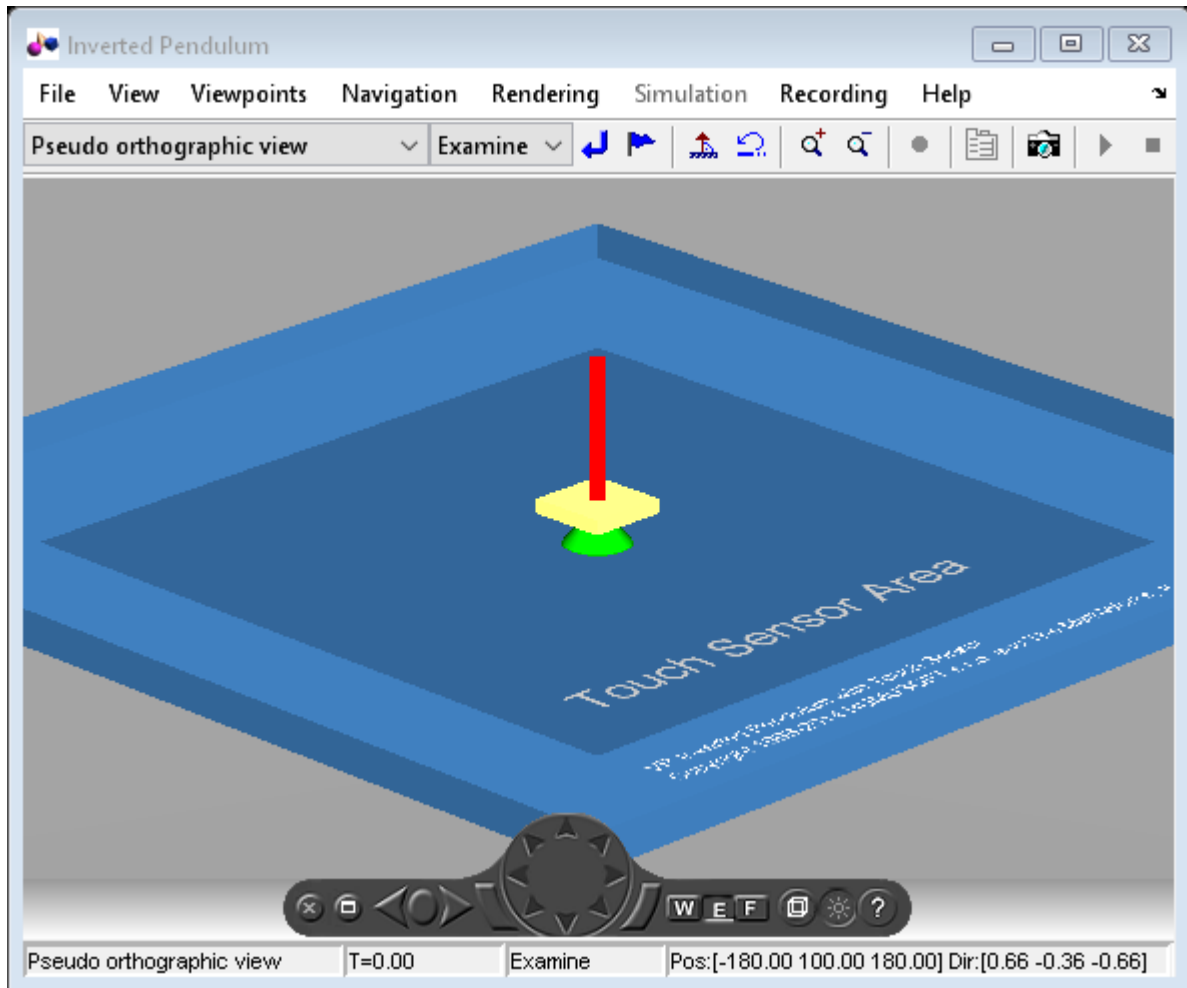 Inverted Pendulum
File View Viewpoints Navigation Rendering Simulation Recording Help
Pseudo orthographic view Examine
Touch Sensor Area
W E F ?
Pseudo orthographic view T=0.00 Examine Pos:[-180.00 100.00 180.00] Dir:[0.66 -0.36 -0.66]